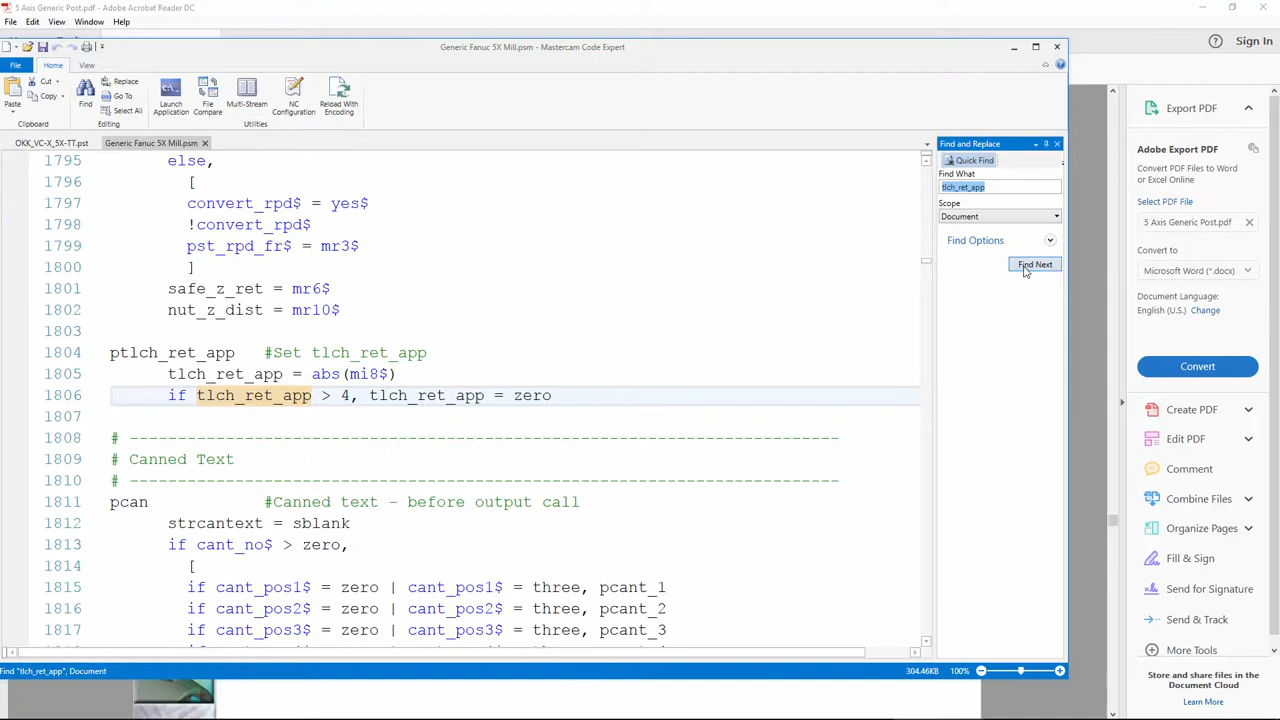 5 Axis Generic Post.pdf - Adobe Acrobat Reader DC
File Edit View Window Help
Sign In
Generic Fanuc 5X Mill.psm - Mastercam Code Expert
File Home View
Paste
Cut
Copy
Clipboard
Find
Replace
Go To
Select All
Editing
Launch Application
File Compare
Multi-Stream
NC Configuration
Reload With Encoding
Utilities
OKK_VC-X_5X-TT.pst
Generic Fanuc 5X Mill.psm
1795 else,
1796 [
1797 convert_rpd$ = yes$
1798 !convert_rpd$
1799 pst_rpd_fr$ = mr3$
1800 ]
1801 safe_z_ret = mr6$
1802 nut_z_dist = mr10$
1803
1804 ptlch_ret_app #Set tlch_ret_app
1805 tlch_ret_app = abs(mi8$)
1806 if tlch_ret_app > 4, tlch_ret_app = zero
1807
1808 # --------------------------------------------------------------------------
1809 # Canned Text
1810 # --------------------------------------------------------------------------
1811 pcan #Canned text - before output call
1812 strcantext = sblank
1813 if cant_no$ > zero,
1814 [
1815 if cant_pos1$ = zero | cant_pos1$ = three, pcant_1
1816 if cant_pos2$ = zero | cant_pos2$ = three, pcant_2
1817 if cant_pos3$ = zero | cant_pos3$ = three, pcant_3
Find and Replace
Quick Find
Find What
tlch_ret_app
Scope
Document
Find Options
Find Next
Find "tlch_ret_app", Document
304.46KB 100%
Export PDF
Adobe Export PDF
Convert PDF Files to Word
or Excel Online
Select PDF File
5 Axis Generic Post.pdf
Convert to
Microsoft Word (*.docx)
Document Language:
English (U.S.) Change
Convert
Create PDF
Edit PDF
Comment
Combine Files
Organize Pages
Fill & Sign
Send for Signature
Send & Track
More Tools
Store and share files in the
Document Cloud
Learn More